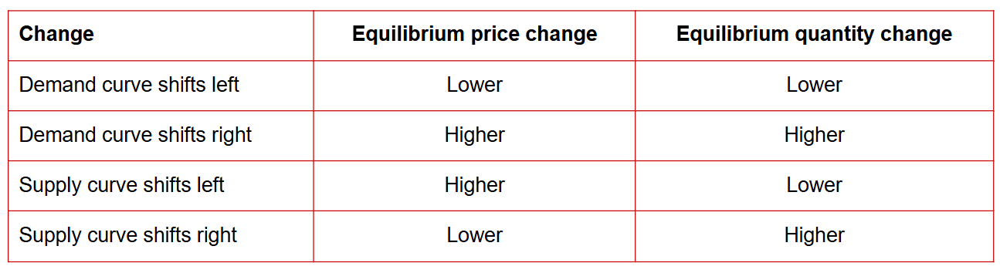 Change Equilibrium price change Equilibrium quantity change
Demand curve shifts left Lower Lower
Demand curve shifts right Higher Higher
Supply curve shifts left Higher Lower
Supply curve shifts right Lower Higher